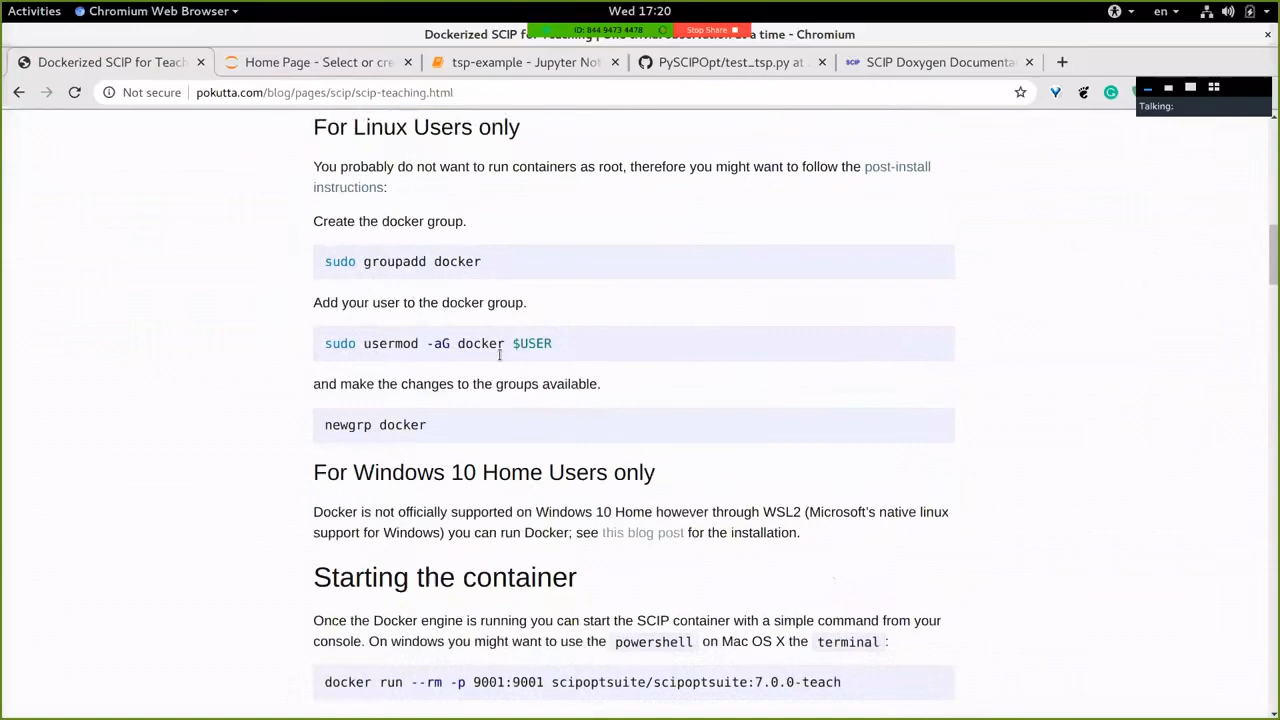 Activities Chromium Web Browser Wed 17:20 en
ID: 844 9473 4478 Stop Share
Dockerized SCIP for Teaching | One trivial observation at a time - Chromium
Dockerized SCIP for Teach Home Page - Select or cre tsp-example - Jupyter No PySCIPOpt/test_tsp.py at SCIP Doxygen Documenta
Not secure pokutta.com/blog/pages/scip/scip-teaching.html
Talking:
For Linux Users only
You probably do not want to run containers as root, therefore you might want to follow the post-install
instructions:
Create the docker group.
sudo groupadd docker
Add your user to the docker group.
sudo usermod -aG docker $USER
and make the changes to the groups available.
newgrp docker
For Windows 10 Home Users only
Docker is not officially supported on Windows 10 Home however through WSL2 (Microsoft's native linux
support for Windows) you can run Docker; see this blog post for the installation.
Starting the container
Once the Docker engine is running you can start the SCIP container with a simple command from your
console. On windows you might want to use the powershell on Mac OS X the terminal :
docker run --rm -p 9001:9001 scipoptsuite/scipoptsuite:7.0.0-teach